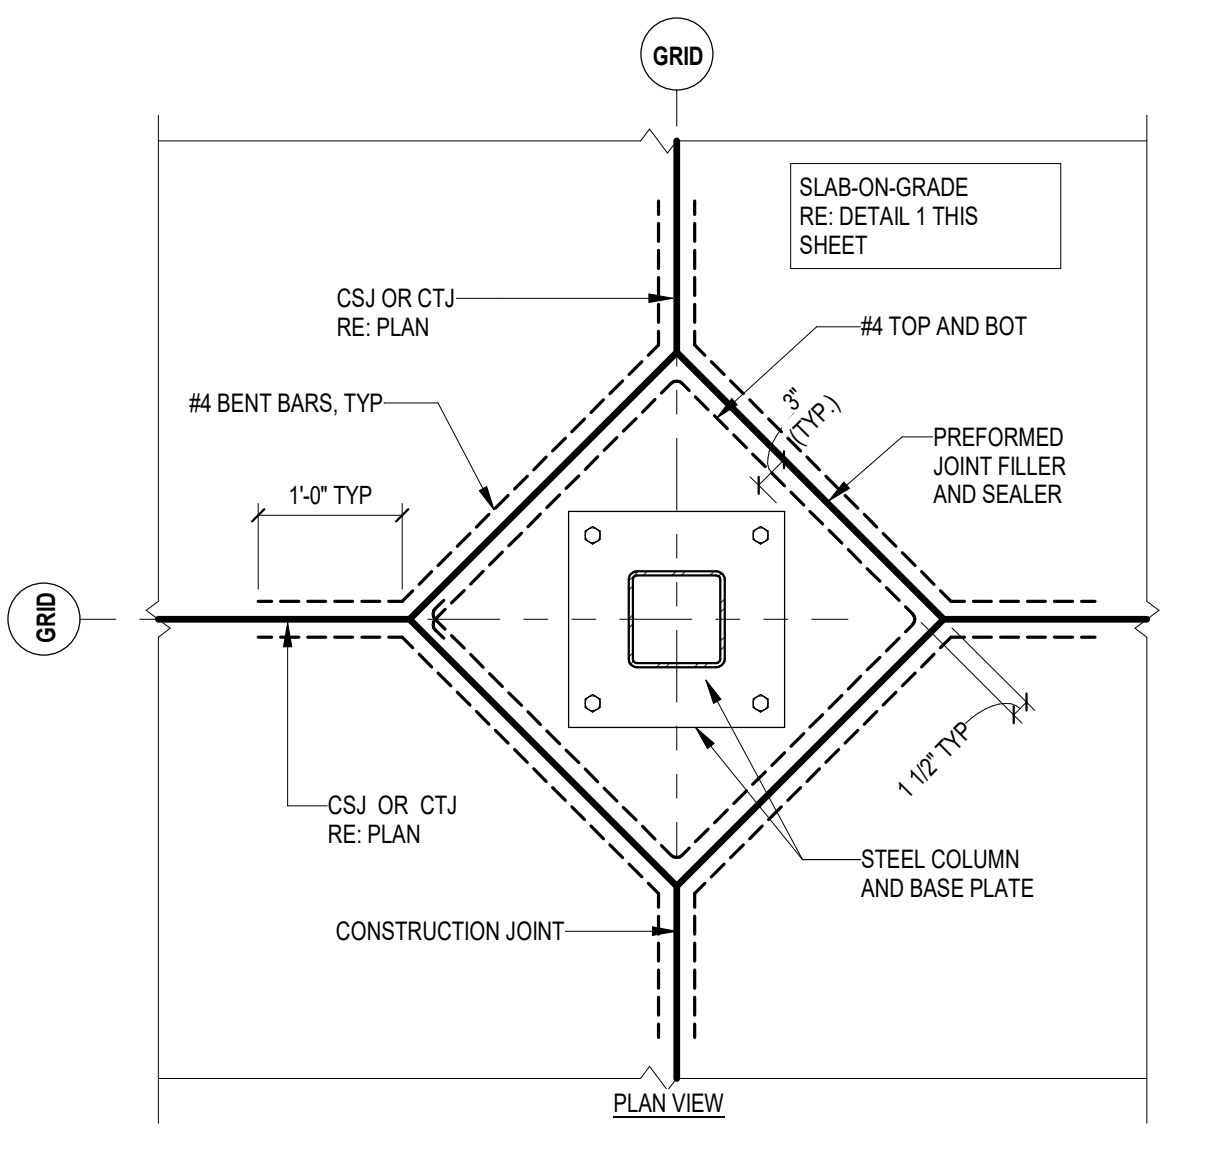 GRID
SLAB-ON-GRADE
RE: DETAIL 1 THIS
SHEET
CSJ OR CTJ
RE: PLAN
#4 TOP AND BOT
#4 BENT BARS, TYP
3"
(TYP.)
PREFORMED
JOINT FILLER
AND SEALER
1'-0" TYP
GRID
1 1/2" TYP
CSJ OR CTJ
RE: PLAN
STEEL COLUMN
AND BASE PLATE
CONSTRUCTION JOINT
PLAN VIEW